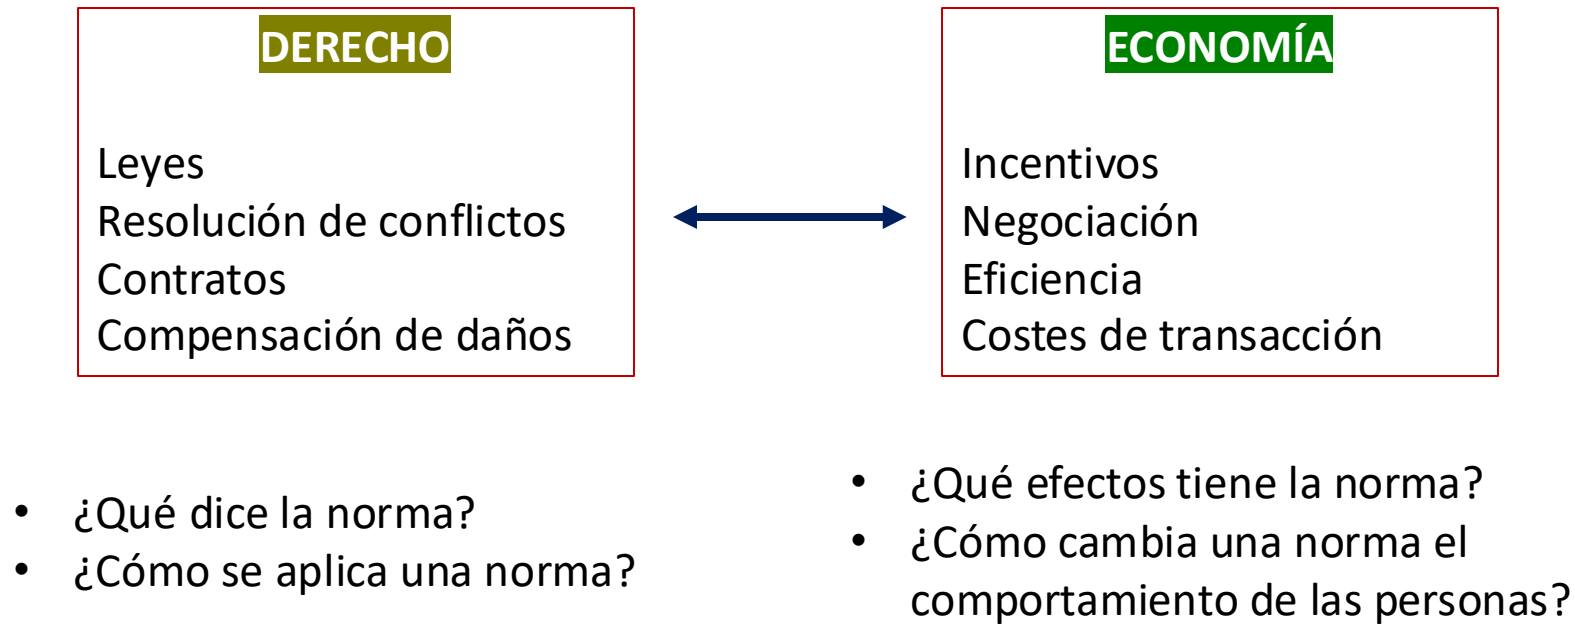 DERECHO
Leyes
Resolución de conflictos
Contratos
Compensación de daños
ECONOMÍA
Incentivos
Negociación
Eficiencia
Costes de transacción
• ¿Qué dice la norma?
• ¿Cómo se aplica una norma?
• ¿Qué efectos tiene la norma?
• ¿Cómo cambia una norma el
comportamiento de las personas?